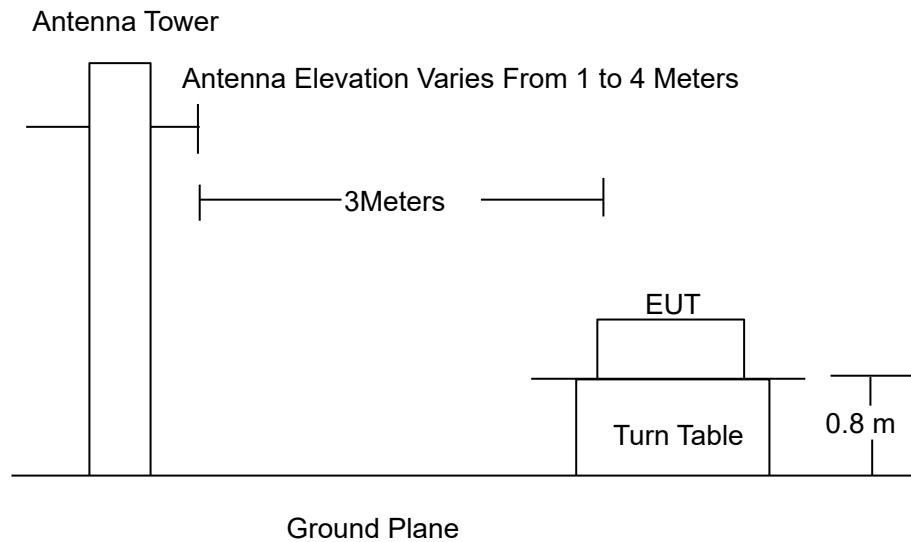 Antenna Tower
Antenna Elevation Varies From 1 to 4 Meters
3Meters
EUT
Turn Table
0.8 m
Ground Plane